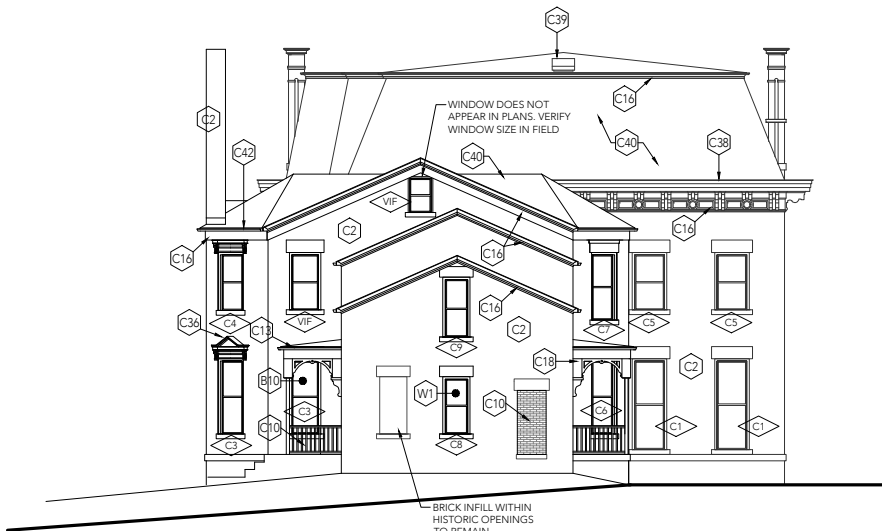 C39
C16
C2
WINDOW DOES NOT
APPEAR IN PLANS. VERIFY
WINDOW SIZE IN FIELD
C42
C40
C40
C38
VIF
C2
C16
C16
C16
C16
C4
VIF
C7
C5
C5
C36
C13
C9
C2
C18
C2
B10
W1
C10
C3
C6
C10
C3
C8
C1
C1
BRICK INFILL WITHIN
HISTORIC OPENINGS
TO REMAIN